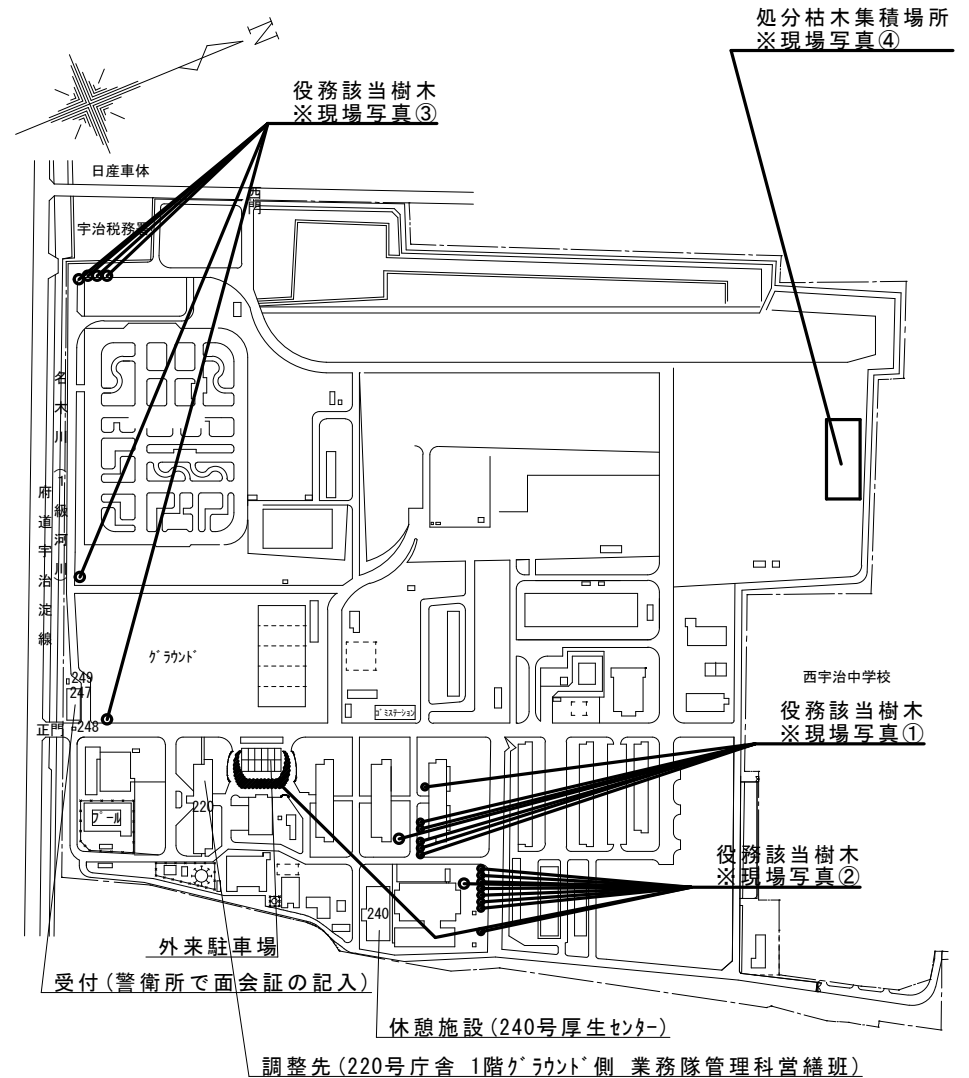 処分枯木集積場所
※現場写真④
N
役務該当樹木
※現場写真③
日産車体
西門
宇治税務署
名木川(1級河川)
府道宇治淀線
グラウンド
249
247
正門
248
ゴミステーション
西宇治中学校
役務該当樹木
※現場写真①
220
プール
役務該当樹木
※現場写真②
240
外来駐車場
受付(警衛所で面会証の記入)
休憩施設(240号厚生センター)
調整先(220号庁舎 1階グラウンド側 業務隊管理科営繕班)